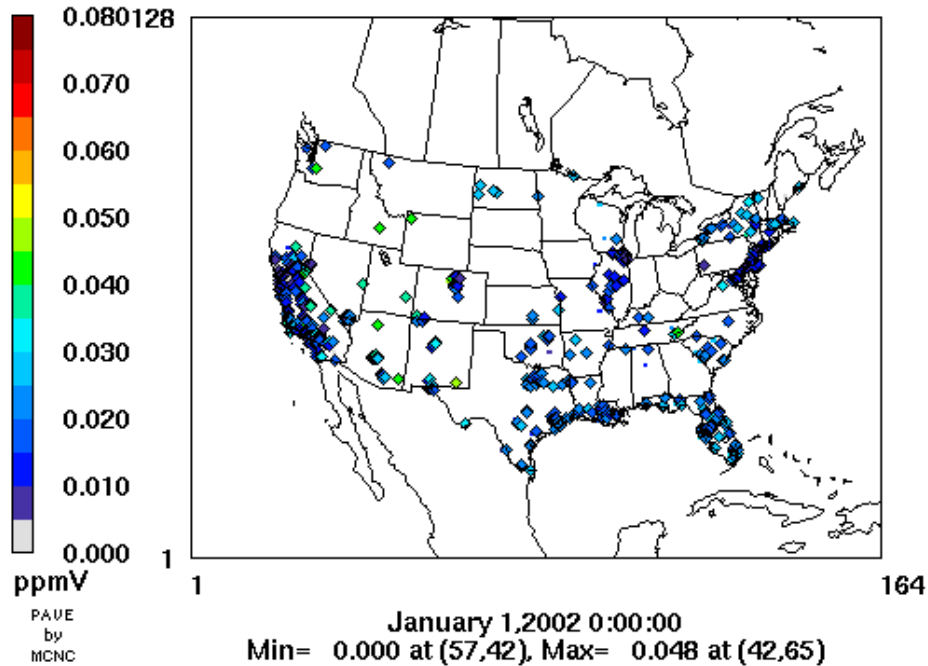 0.080
0.070
0.060
0.050
0.040
0.030
0.020
0.010
0.000
ppmV
PAVE
by
MCNC
128
1
1 164
January 1,2002 0:00:00
Min= 0.000 at (57,42), Max= 0.048 at (42,65)